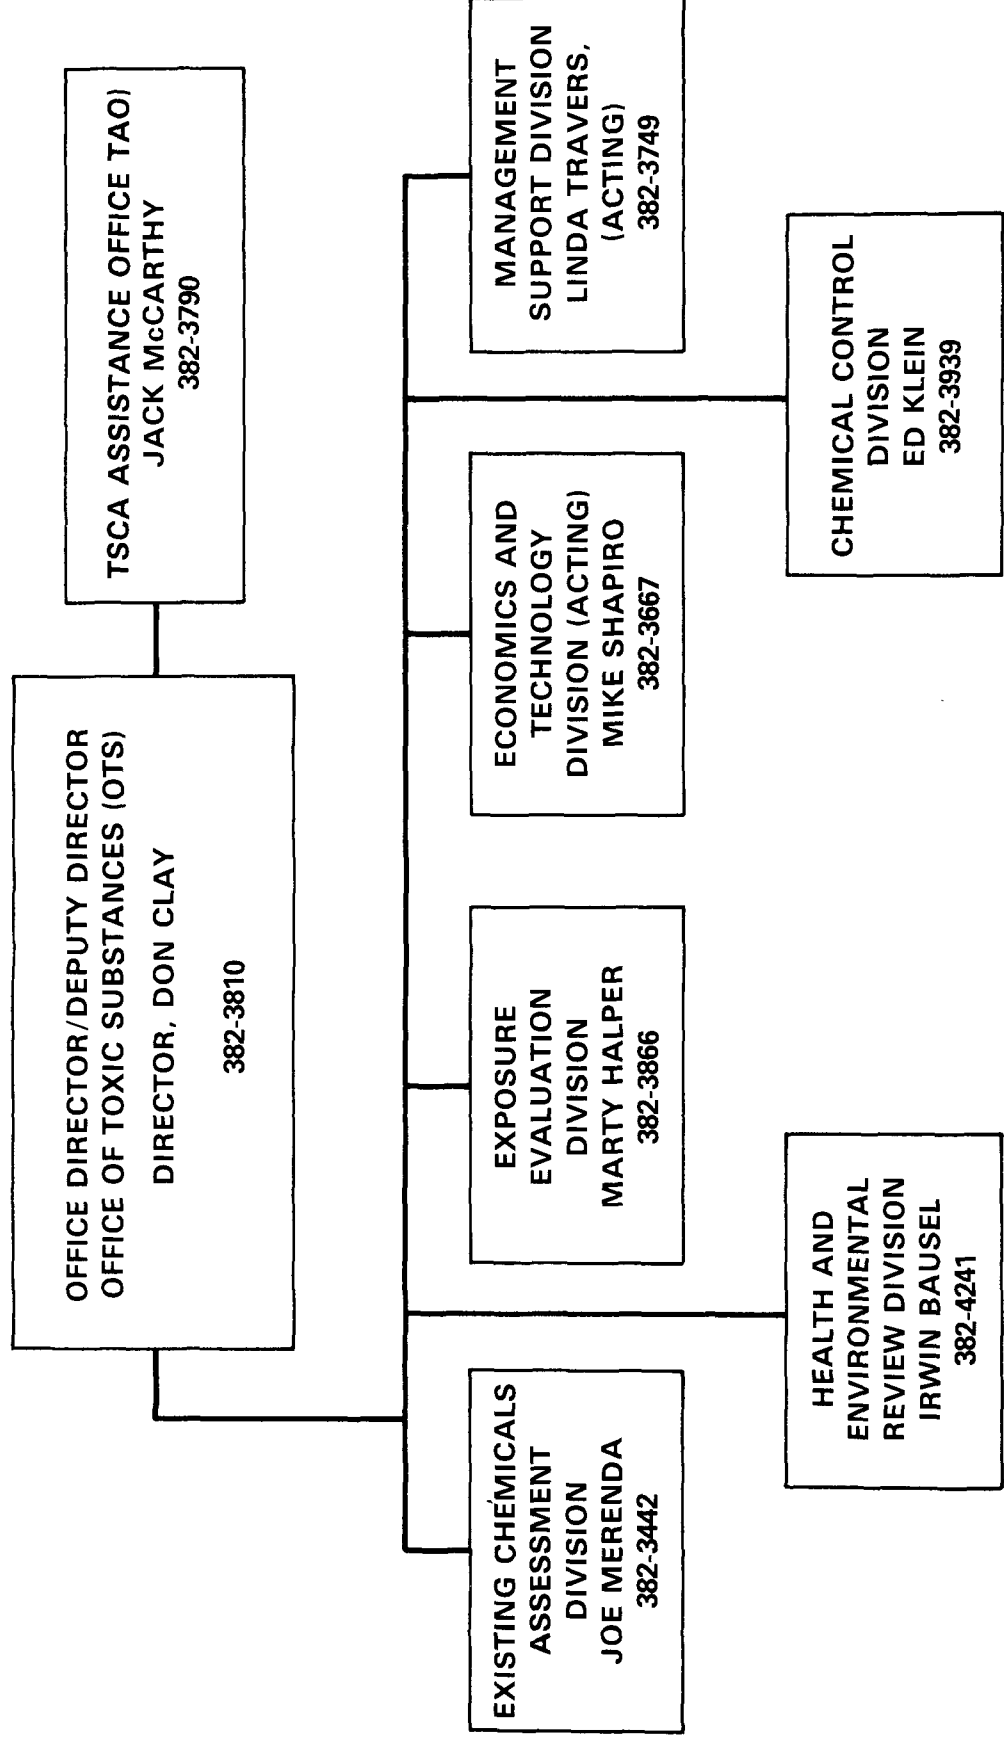 OFFICE DIRECTOR/DEPUTY DIRECTOR
OFFICE OF TOXIC SUBSTANCES (OTS)
DIRECTOR, DON CLAY
382-3810
TSCA ASSISTANCE OFFICE TAO)
JACK McCARTHY
382-3790
EXISTING CHEMICALS
ASSESSMENT
DIVISION
JOE MERENDA
382-3442
EXPOSURE
EVALUATION
DIVISION
MARTY HALPER
382-3866
ECONOMICS AND
TECHNOLOGY
DIVISION (ACTING)
MIKE SHAPIRO
382-3667
MANAGEMENT
SUPPORT DIVISION
LINDA TRAVERS,
(ACTING)
382-3749
HEALTH AND
ENVIRONMENTAL
REVIEW DIVISION
IRWIN BAUSEL
382-4241
CHEMICAL CONTROL
DIVISION
ED KLEIN
382-3939